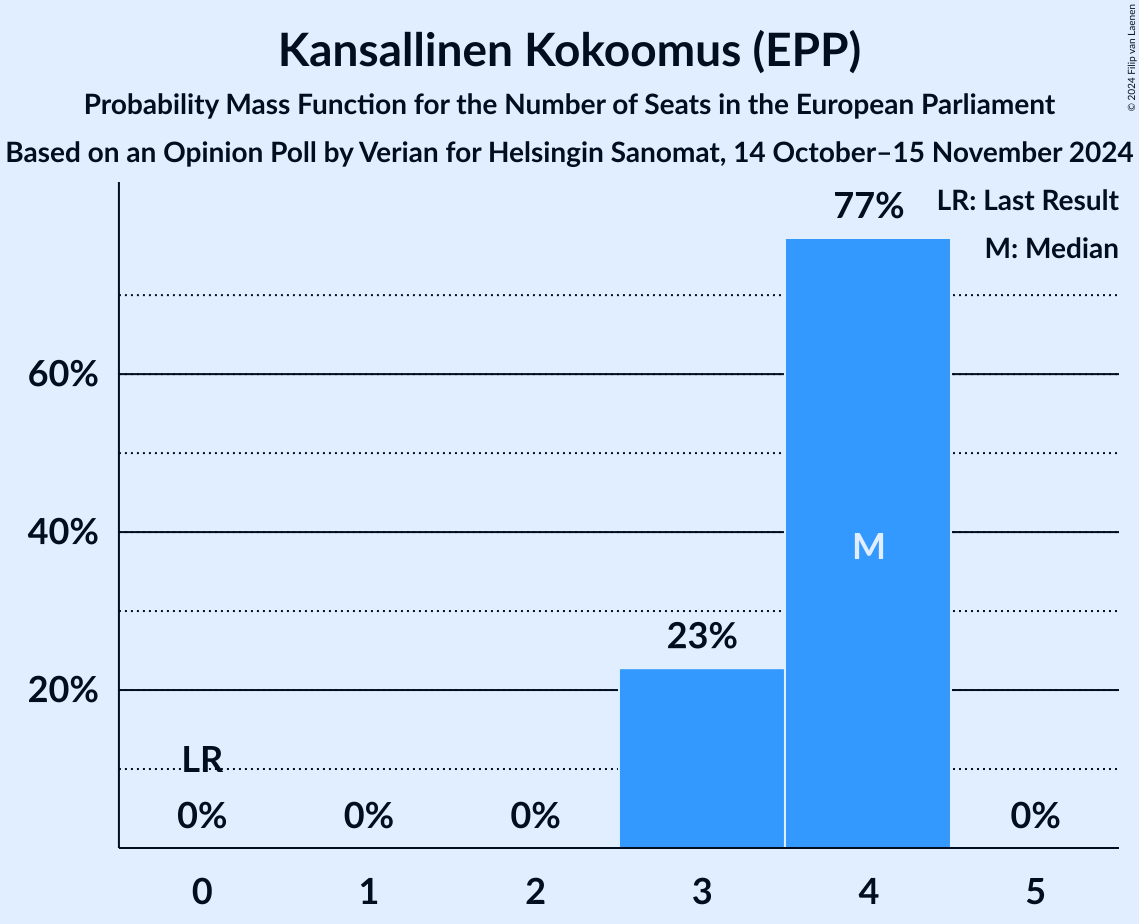 Kansallinen Kokoomus (EPP)
Probability Mass Function for the Number of Seats in the European Parliament
Based on an Opinion Poll by Verian for Helsingin Sanomat, 14 October–15 November 2024
© 2024 Filip van Laenen
LR: Last Result
M: Median
77%
60%
40%
M
23%
20%
LR
0% 0% 0% 0%
0 1 2 3 4 5